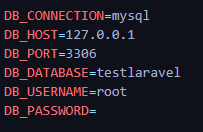 DB_CONNECTION=mysql
DB_HOST=127.0.0.1
DB_PORT=3306
DB_DATABASE=testlaravel
DB_USERNAME=root
DB_PASSWORD=